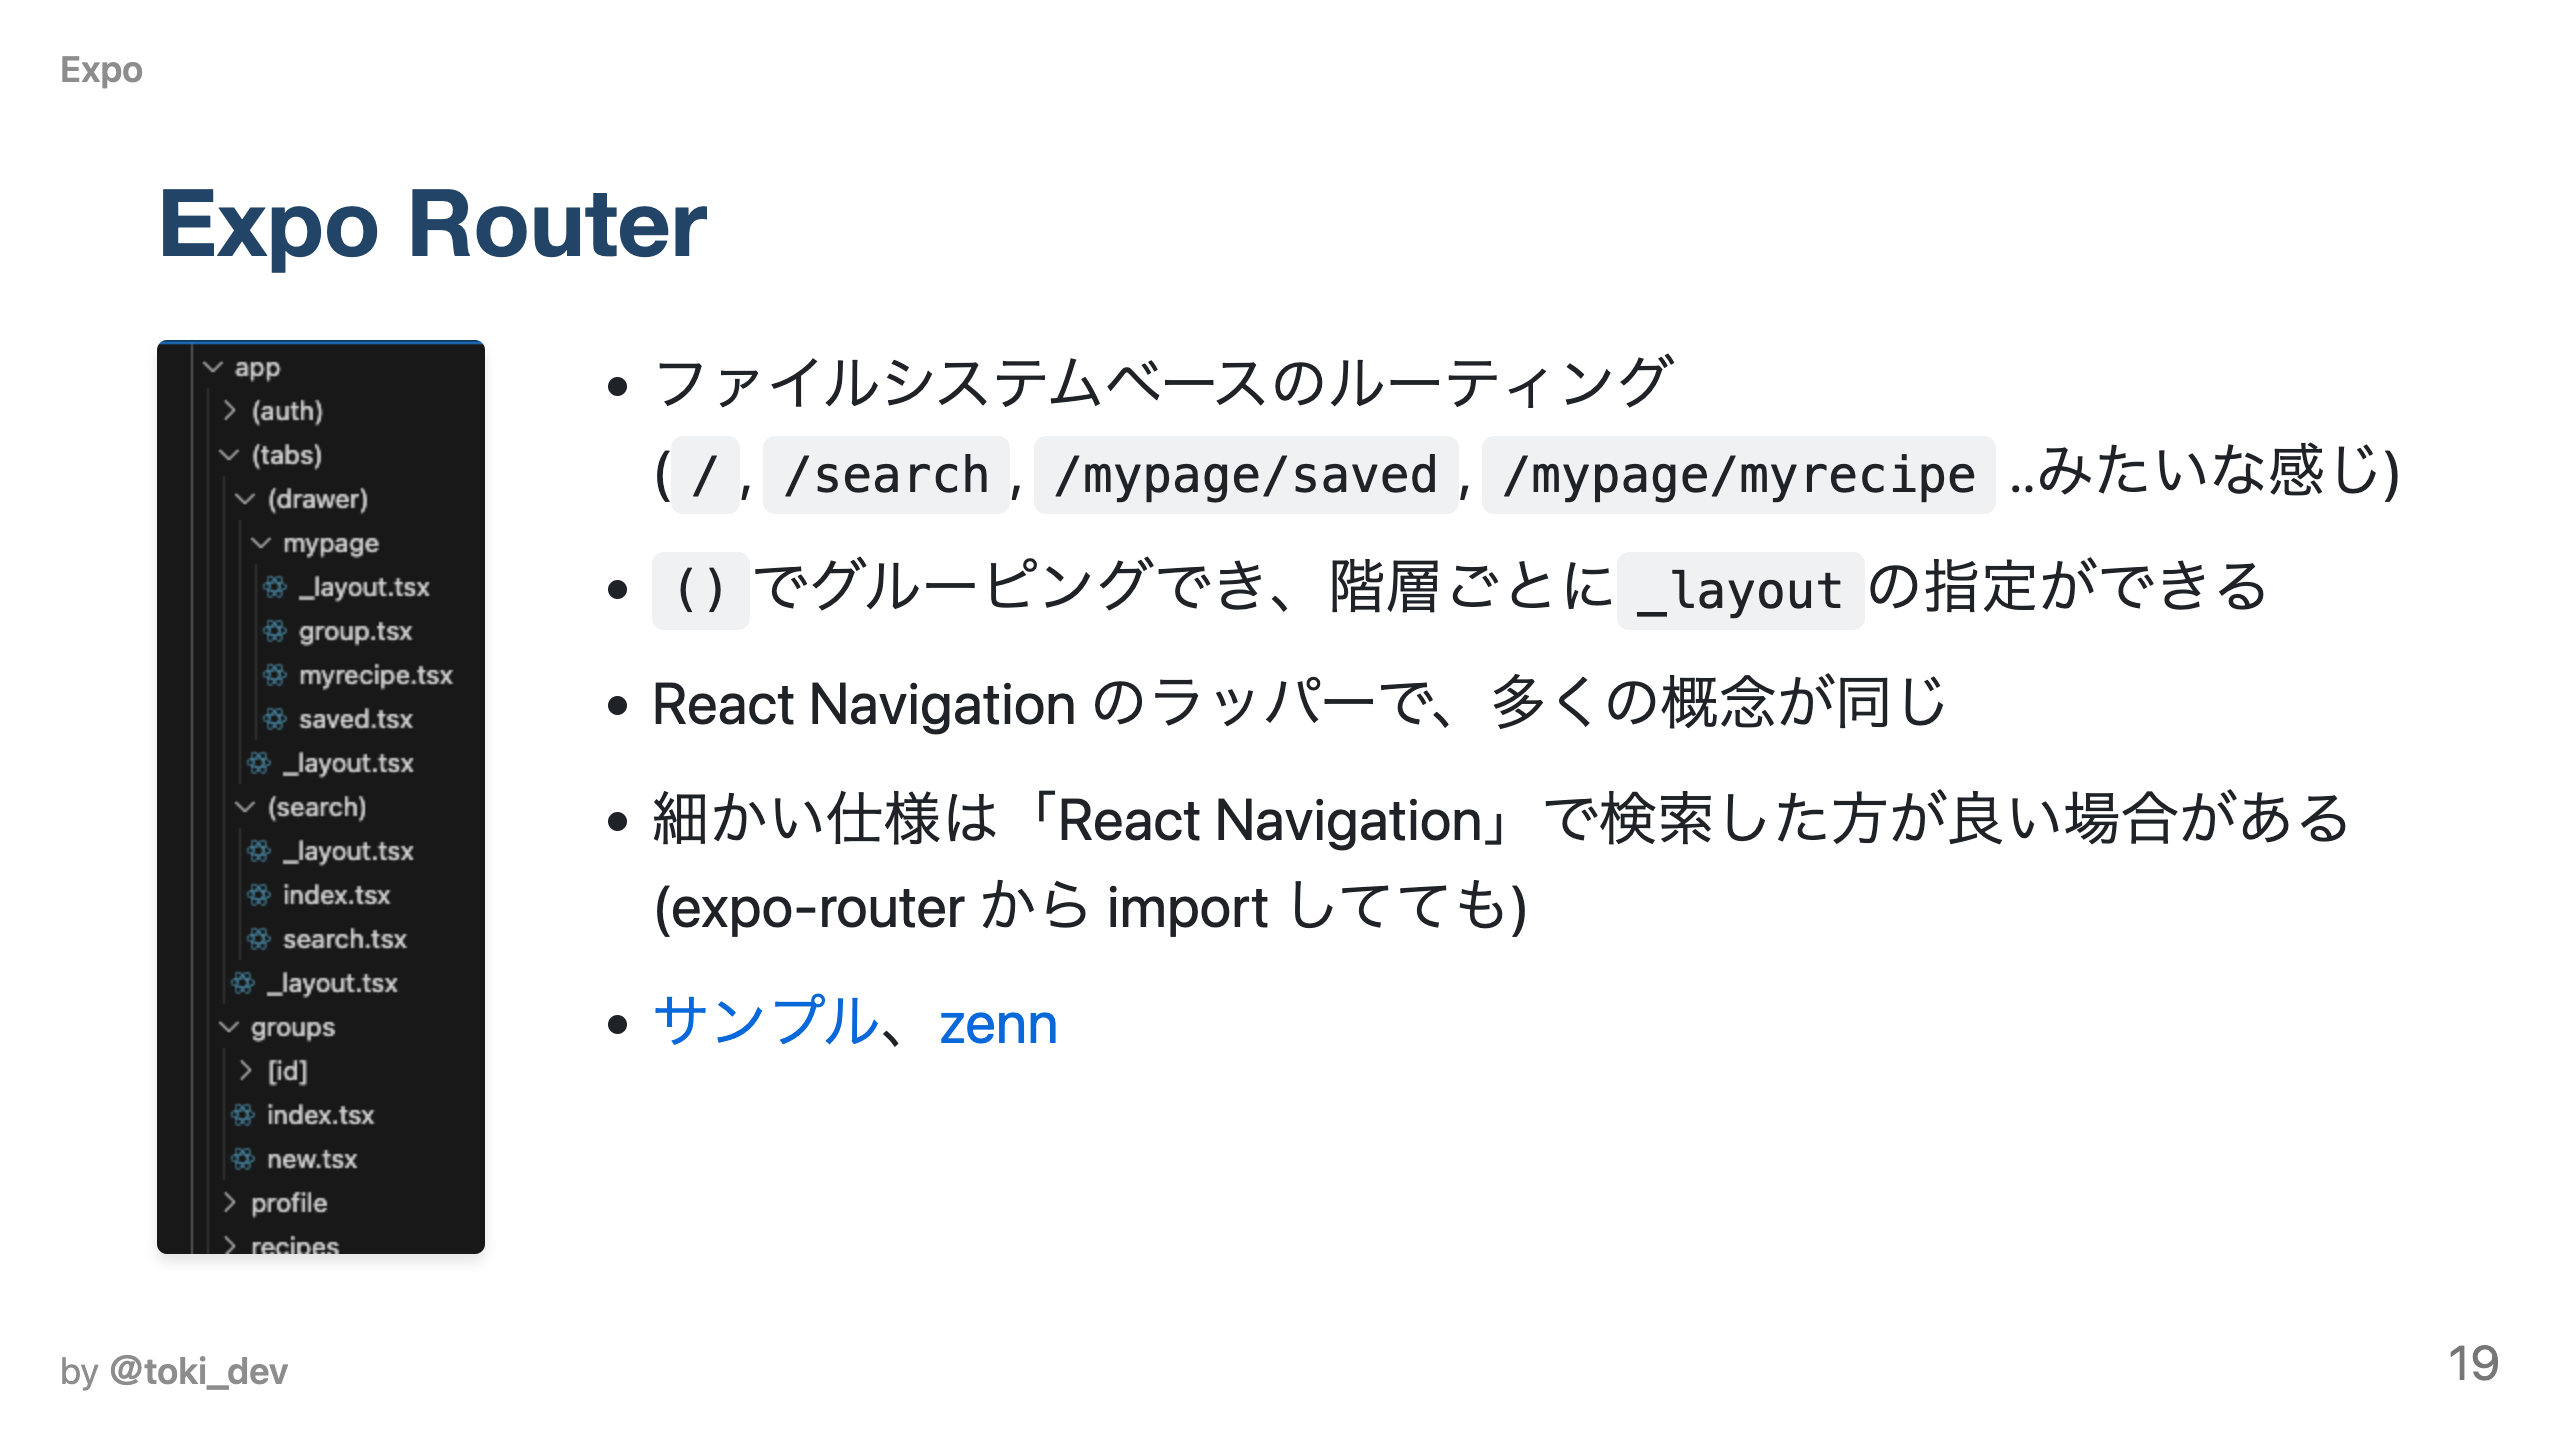 Expo
Expo Router
app
(auth)
(tabs)
(drawer)
mypage
_layout.tsx
group.tsx
myrecipe.tsx
saved.tsx
_layout.tsx
(search)
_layout.tsx
index.tsx
search.tsx
_layout.tsx
groups
[id]
index.tsx
new.tsx
profile
recipes
• ファイルシステムベースのルーティング
( / , /search , /mypage/saved , /mypage/myrecipe ..みたいな感じ)
• () でグルーピングでき、階層ごとに _layout の指定ができる
• React Navigation のラッパーで、多くの概念が同じ
• 細かい仕様は「React Navigation」で検索した方が良い場合がある
(expo-router から import してても)
• サンプル、zenn
by @toki_dev
19